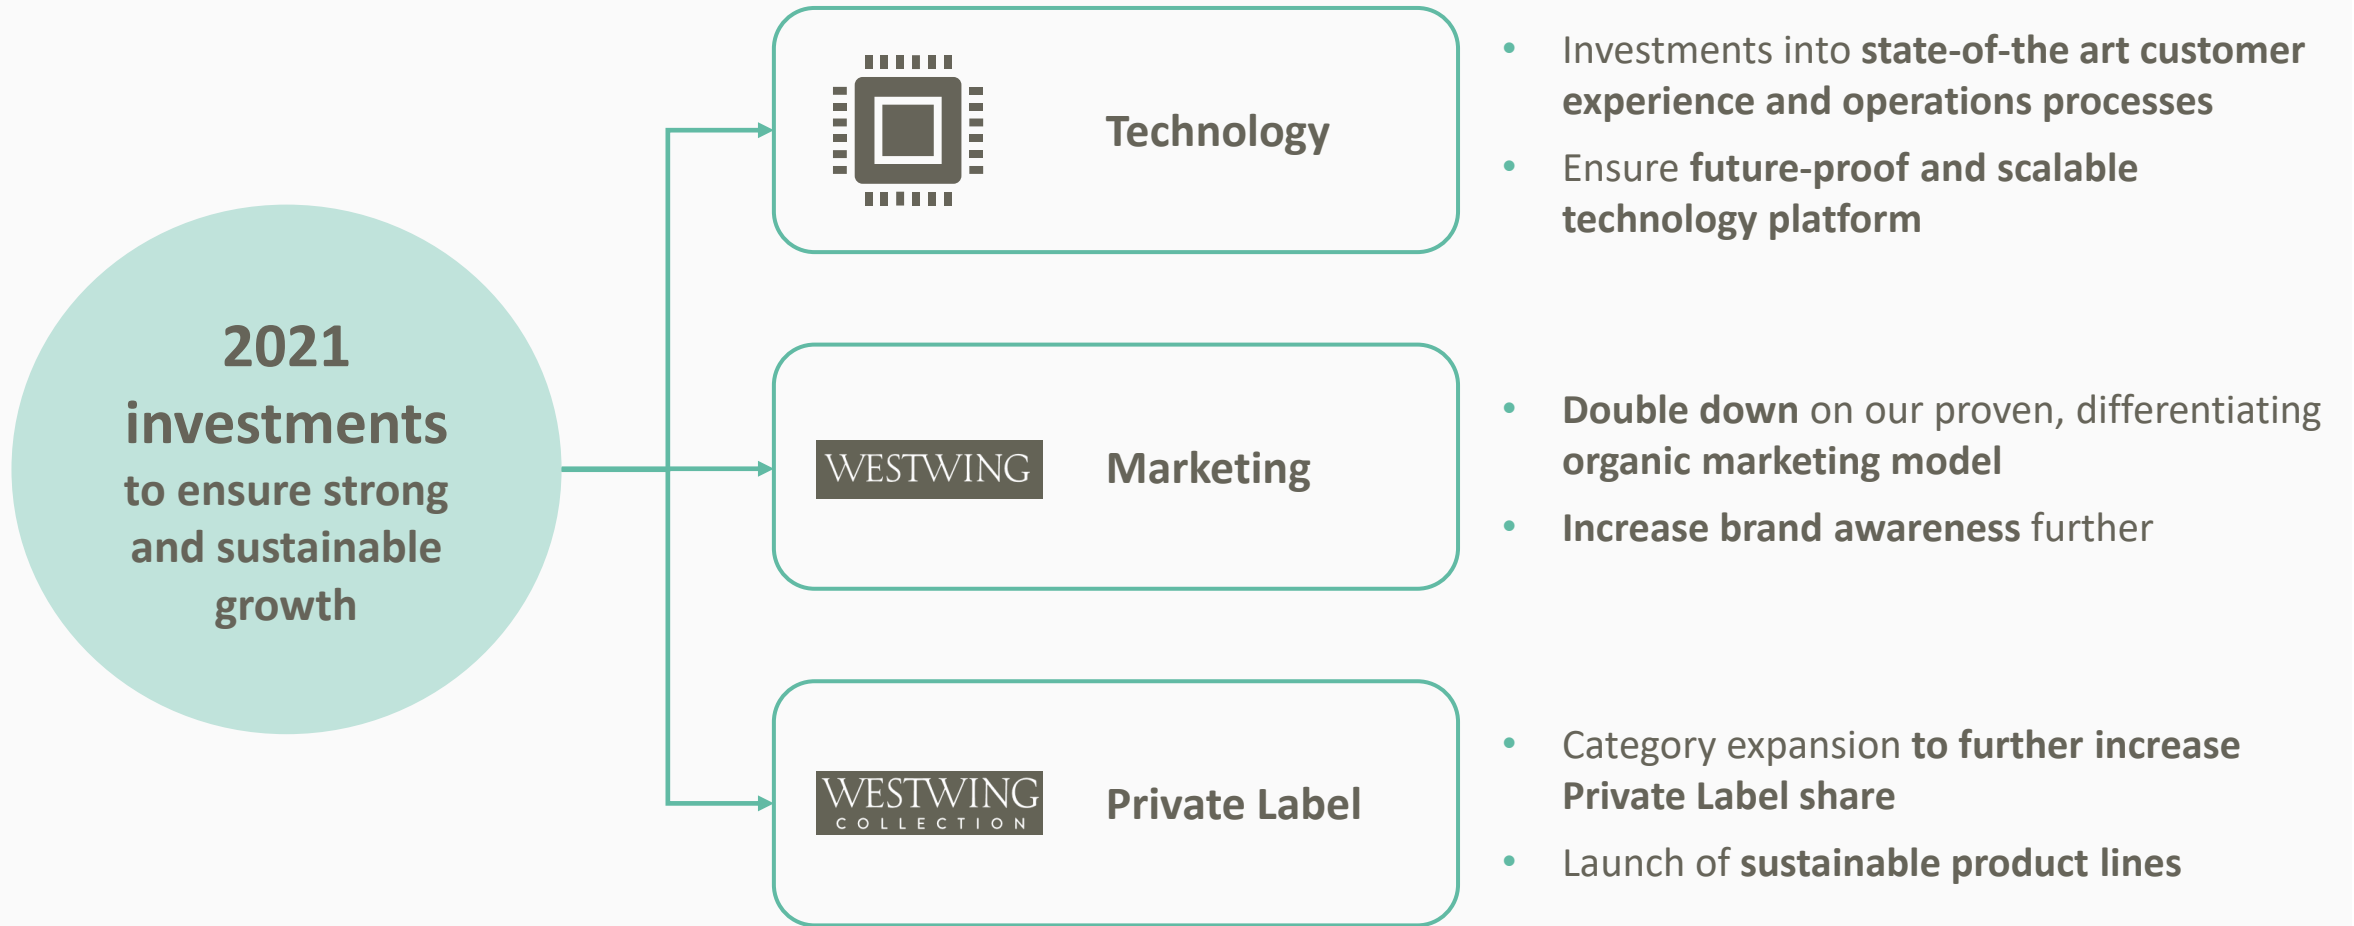 2021
investments
to ensure strong
and sustainable
growth
Technology
• Investments into state-of-the art customer
experience and operations processes
• Ensure future-proof and scalable
technology platform
WESTWING
Marketing
• Double down on our proven, differentiating
organic marketing model
• Increase brand awareness further
WESTWING
COLLECTION
Private Label
• Category expansion to further increase
Private Label share
• Launch of sustainable product lines